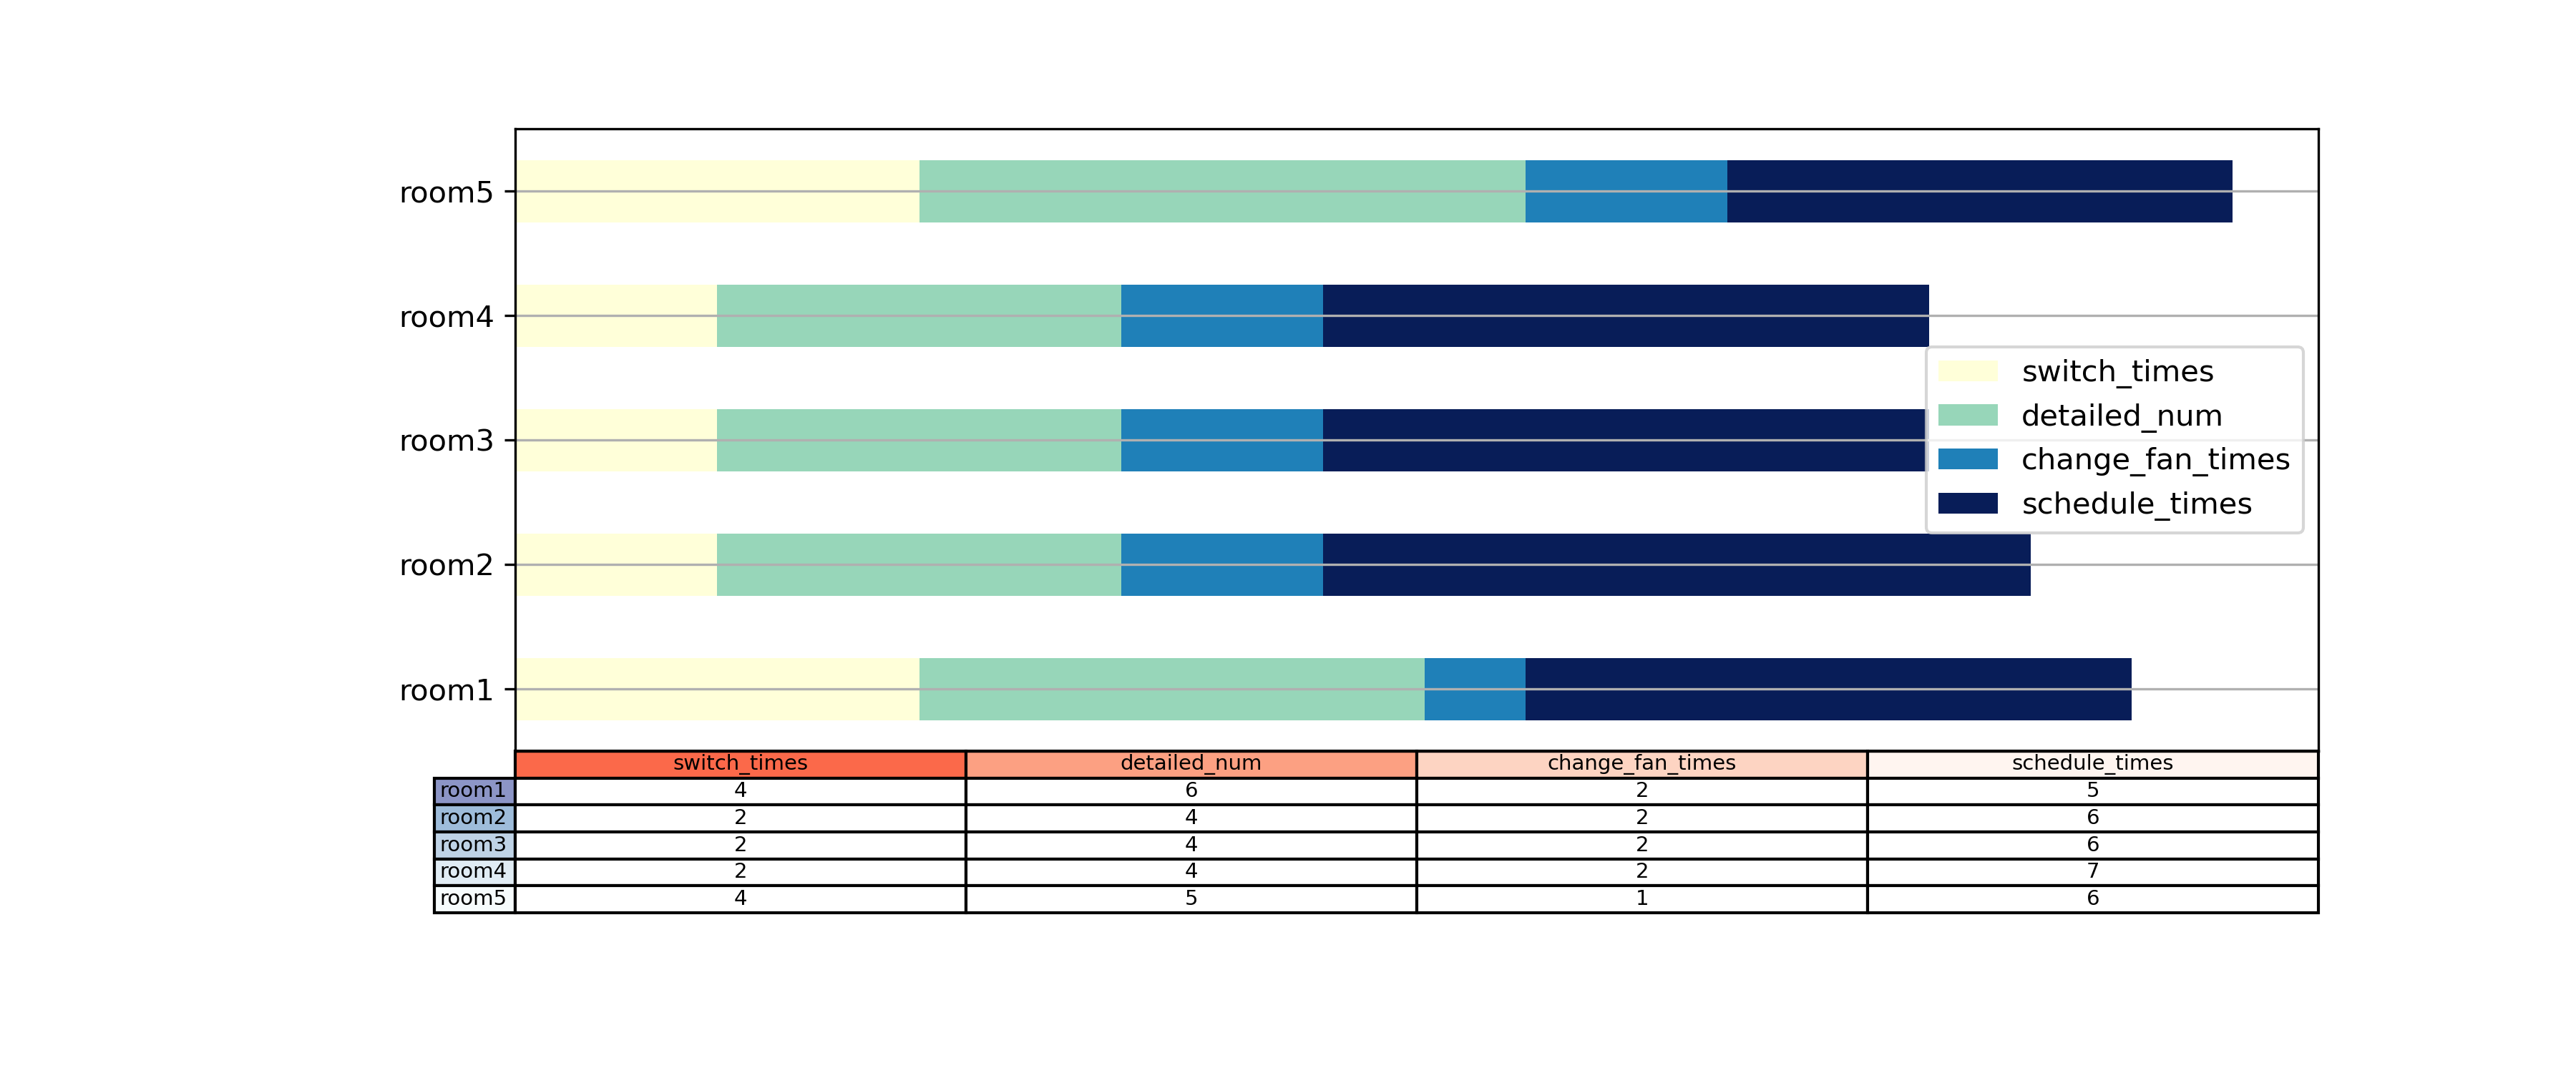 room5
room4
room3
room2
room1
switch_times
detailed_num
change_fan_times
schedule_times
switch_times detailed_num change_fan_times schedule_times
room1 4 6 2 5
room2 2 4 2 6
room3 2 4 2 6
room4 2 4 2 7
room5 4 5 1 6